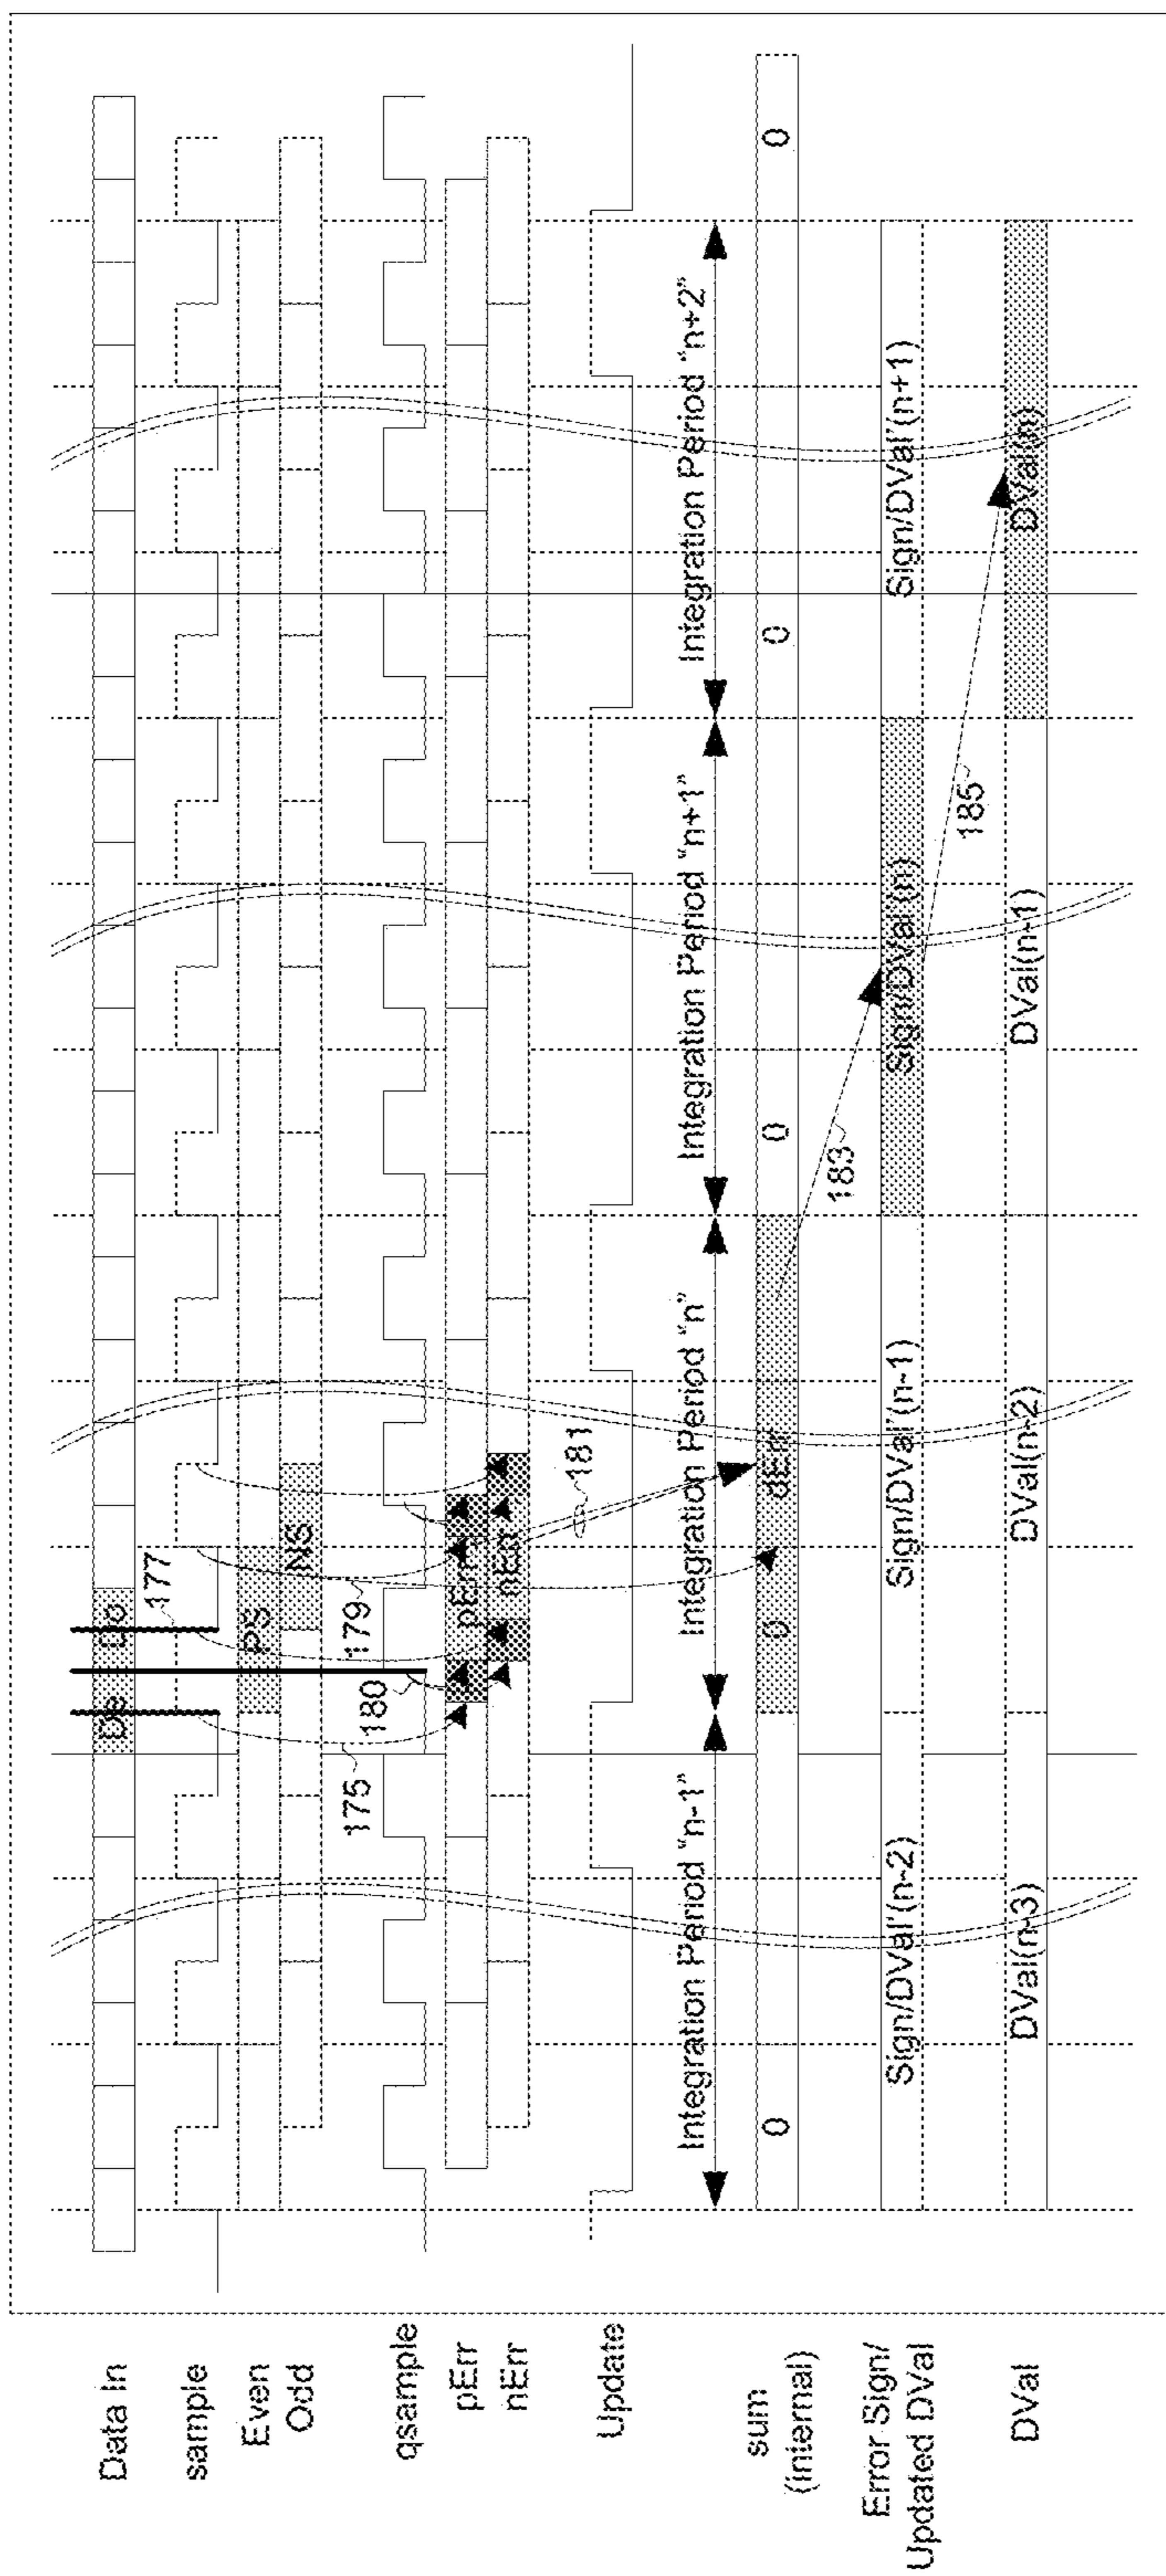 Data In
De
Do
177
sample
Even
PS
Odd
NS
175
180
179
qsample
pErr
pErr
nErr
nErr
181
Update
Integration Period “n-1”
Integration Period “n”
Integration Period “n+1”
Integration Period “n+2”
sum
(internal)
0
0
dErr
0
0
0
183
Error Sign/
Updated DVal
Sign/DVal'(n-2)
Sign/DVal'(n-1)
Sign/DVal'(n)
Sign/DVal'(n+1)
185
DVal
DVal(n-3)
DVal(n-2)
DVal(n-1)
DVal(n)